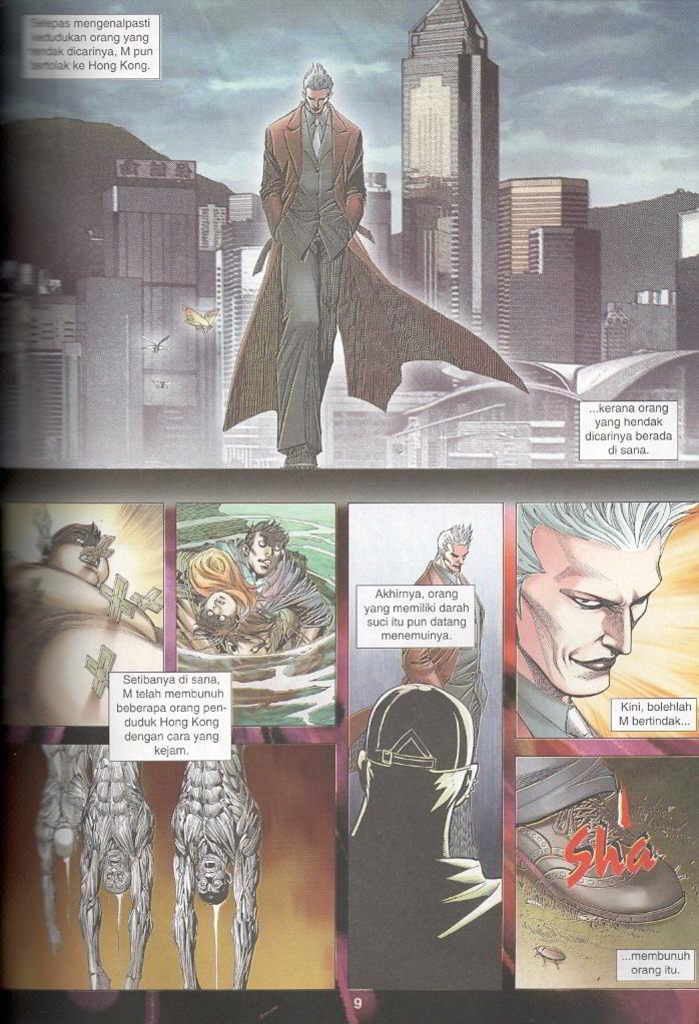 Selepas mengenalpasti
kedudukan orang yang
hendak dicarinya, M pun
bertolak ke Hong Kong.
...kerana orang
yang hendak
dicarinya berada
di sana.
Setibanya di sana,
M telah membunuh
beberapa orang pen-
duduk Hong Kong
dengan cara yang
kejam.
Akhirnya, orang
yang memiliki darah
suci itu pun datang
menemuinya.
Kini, bolehlah
M bertindak...
Sha
...membunuh
orang itu.
9